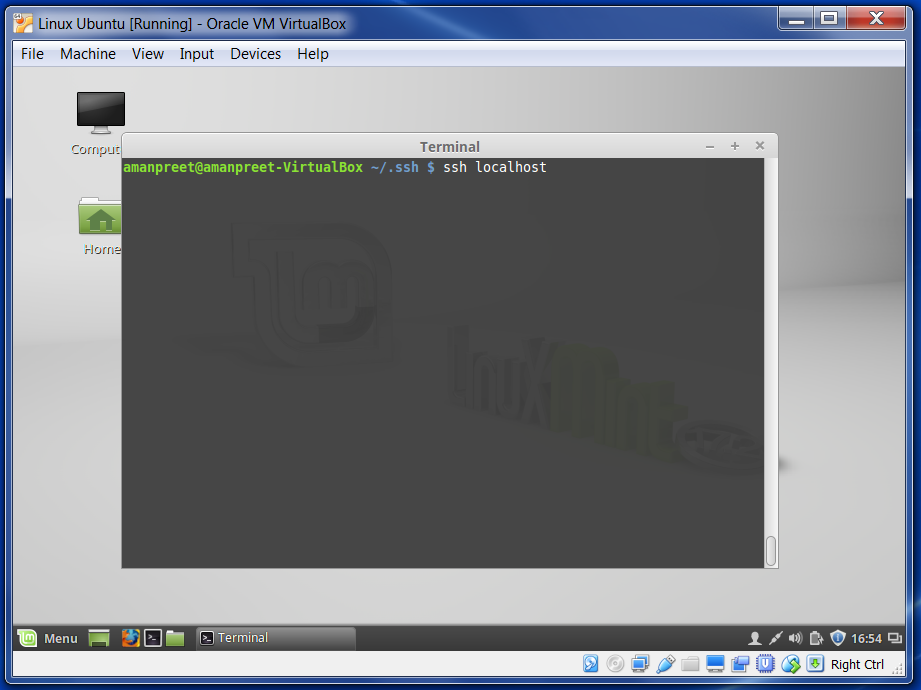 Linux Ubuntu [Running] - Oracle VM VirtualBox
File Machine View Input Devices Help
Terminal
amanpreet@amanpreet-VirtualBox ~/.ssh $ ssh localhost
Home
Menu
Terminal
16:54
Right Ctrl